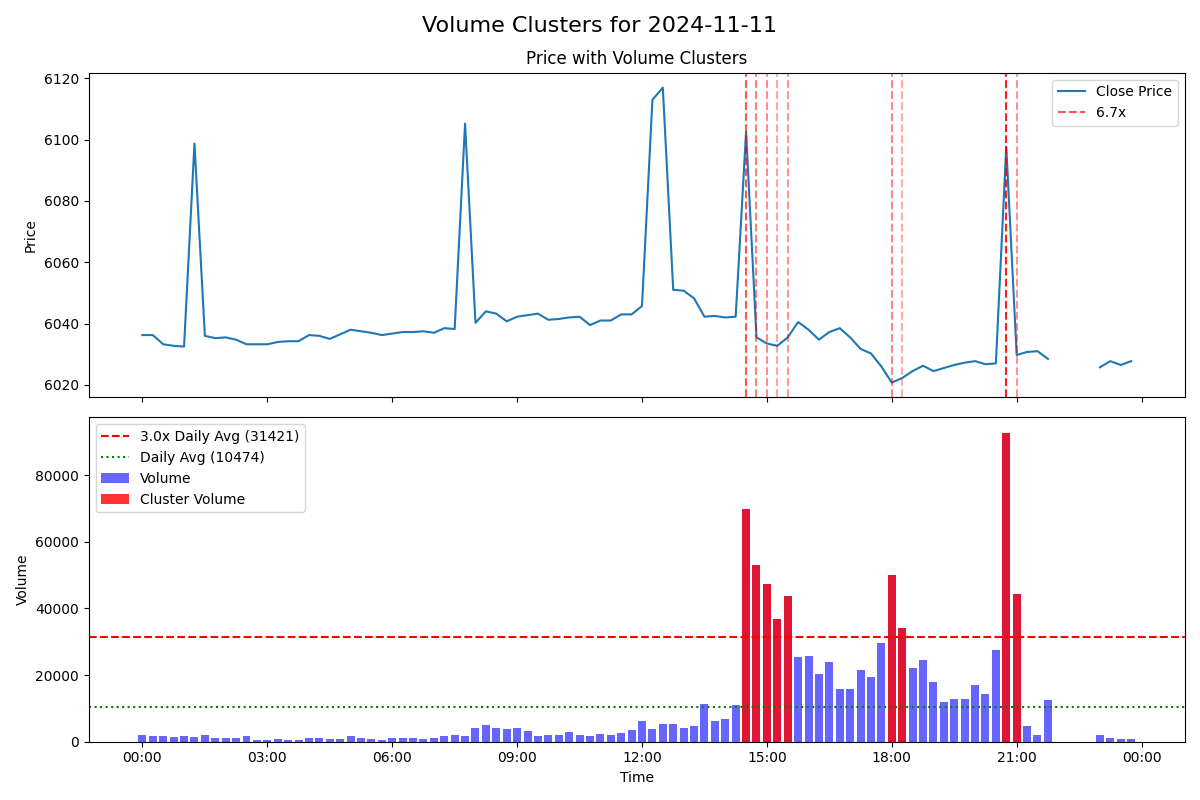 Volume Clusters for 2024-11-11
Price with Volume Clusters
6120
6100
6080
6060
6040
6020
Price
Close Price
6.7x
3.0x Daily Avg (31421)
Daily Avg (10474)
Volume
Cluster Volume
80000
60000
40000
20000
0
Volume
00:00 03:00 06:00 09:00 12:00 15:00 18:00 21:00 00:00
Time